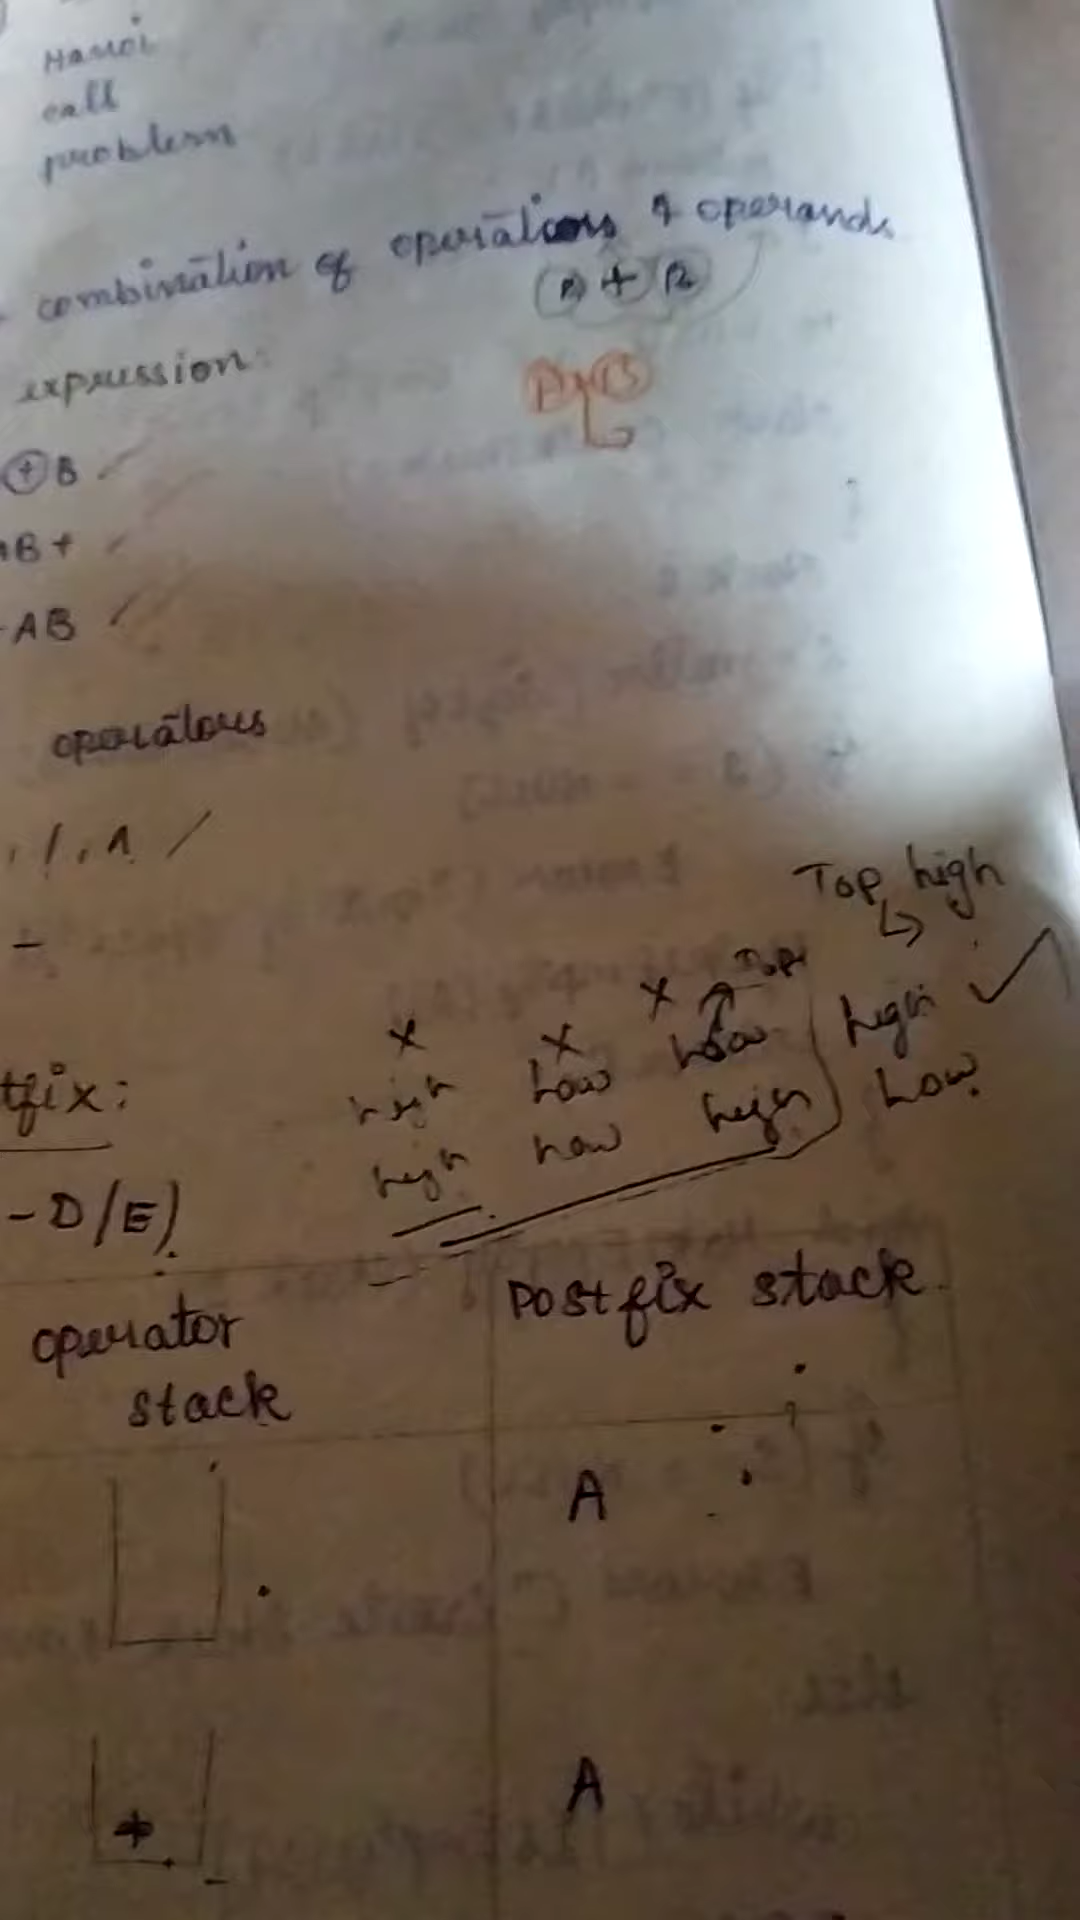 Hanoi
call
problem
- combination of operations & operands
A + B
expression:
A B
+ B
AB +
AB
operators
Top high
-
x x x Top
high Low Low high ✓
tfix:
high Low high Low
- D/E)
operator
stack
Postfix stack
A
+
A